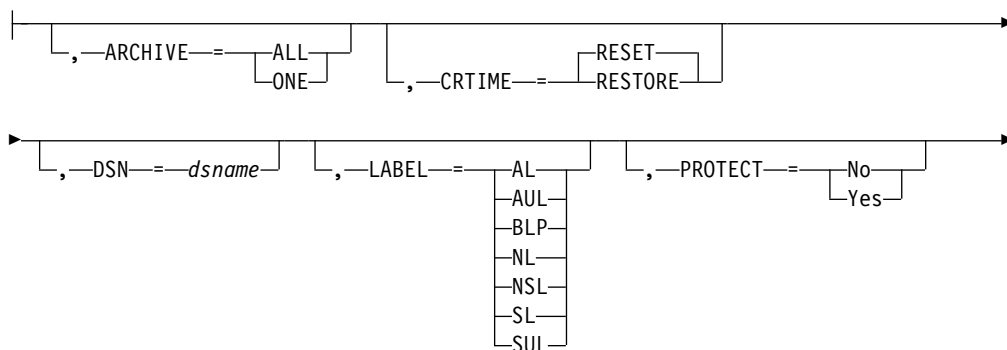 , ARCHIVE = ALL
ONE
, CRTIME = RESET
RESTORE
, DSN = dsname
, LABEL = AL
AUL
BLP
NL
NSL
SL
SUL
, PROTECT = No
Yes